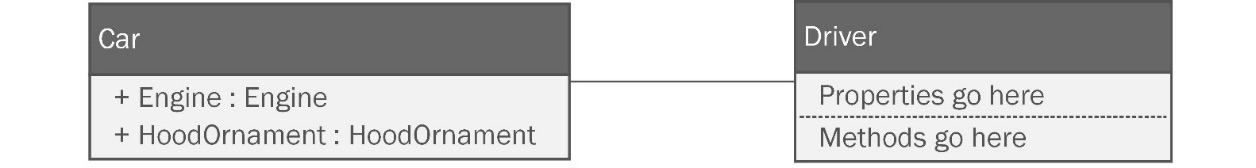 Car
+ Engine : Engine
+ HoodOrnament : HoodOrnament
Driver
Properties go here
Methods go here